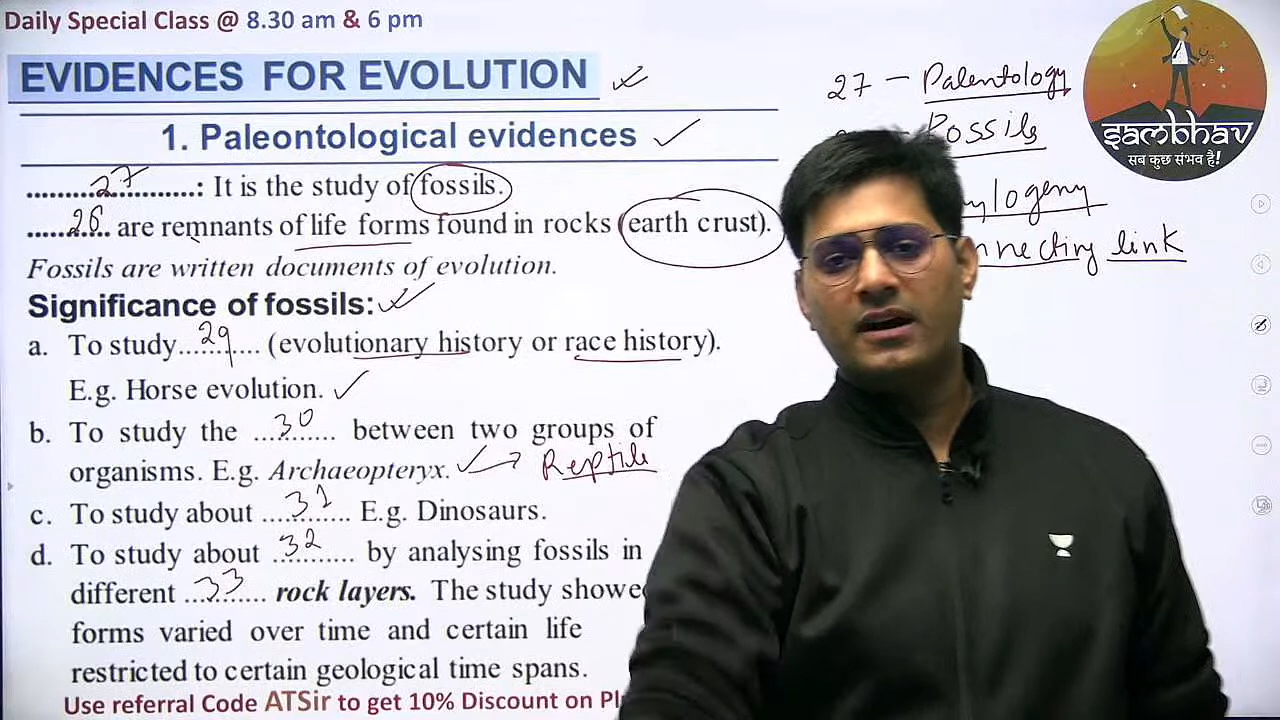 Daily Special Class @ 8.30 am & 6 pm
EVIDENCES FOR EVOLUTION
1. Paleontological evidences
......27......: It is the study of fossils.
...26... are remnants of life forms found in rocks (earth crust).
Fossils are written documents of evolution.
Significance of fossils:
a. To study...29... (evolutionary history or race history).
E.g. Horse evolution.
b. To study the ...30... between two groups of
organisms. E.g. Archaeopteryx. → Reptile
c. To study about ...31... E.g. Dinosaurs.
d. To study about ...32... by analysing fossils in
different ...33... rock layers. The study showe
forms varied over time and certain life
restricted to certain geological time spans.
Use referral Code ATSir to get 10% Discount on Pl
27 – Palentology
Fossils
ylogeny
nnecting link
sambhav
सब कुछ संभव है!